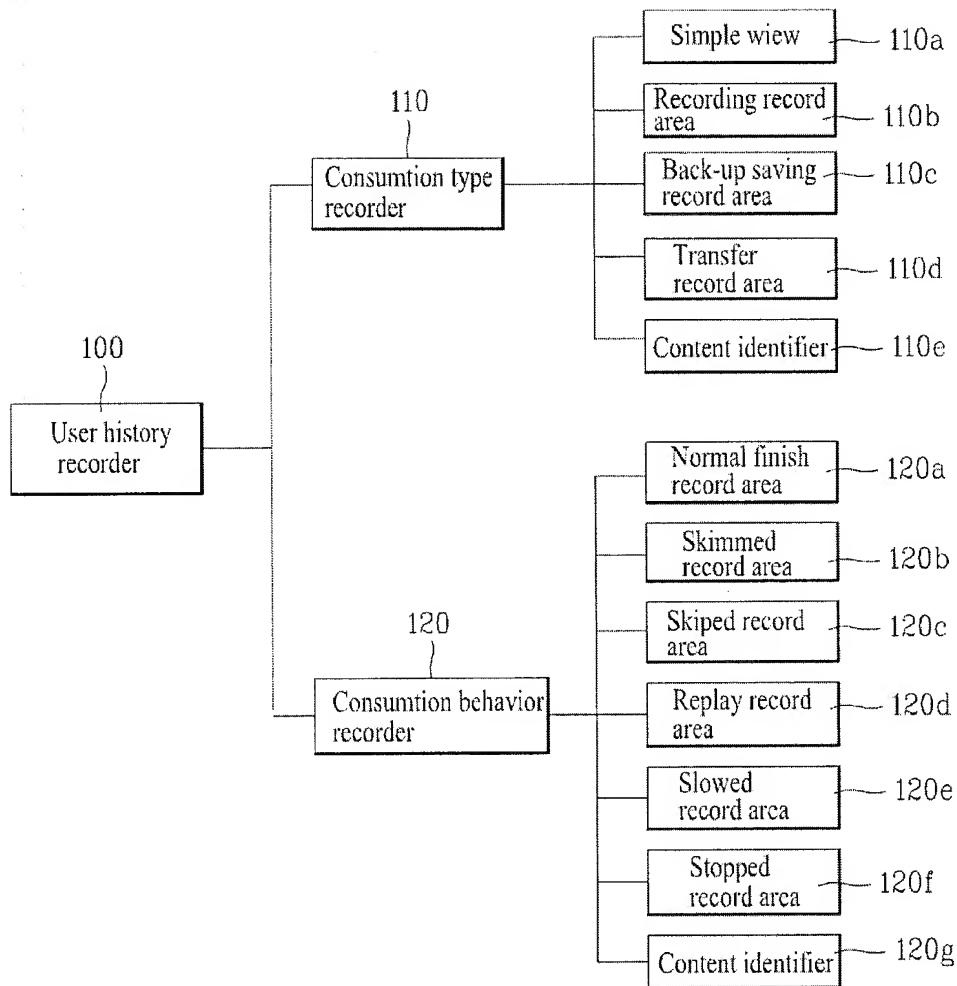 Simple wiew
110a
Recording record
area
110b
110
Back-up saving
record area
110c
Consumtion type
recorder
Transfer
record area
110d
Content identifier
110e
100
User history
recorder
Normal finish
record area
120a
Skimmed
record area
120b
120
Skiped record
area
120c
Consumtion behavior
recorder
Replay record
area
120d
Slowed
record area
120e
Stopped
record area
120f
Content identifier
120g